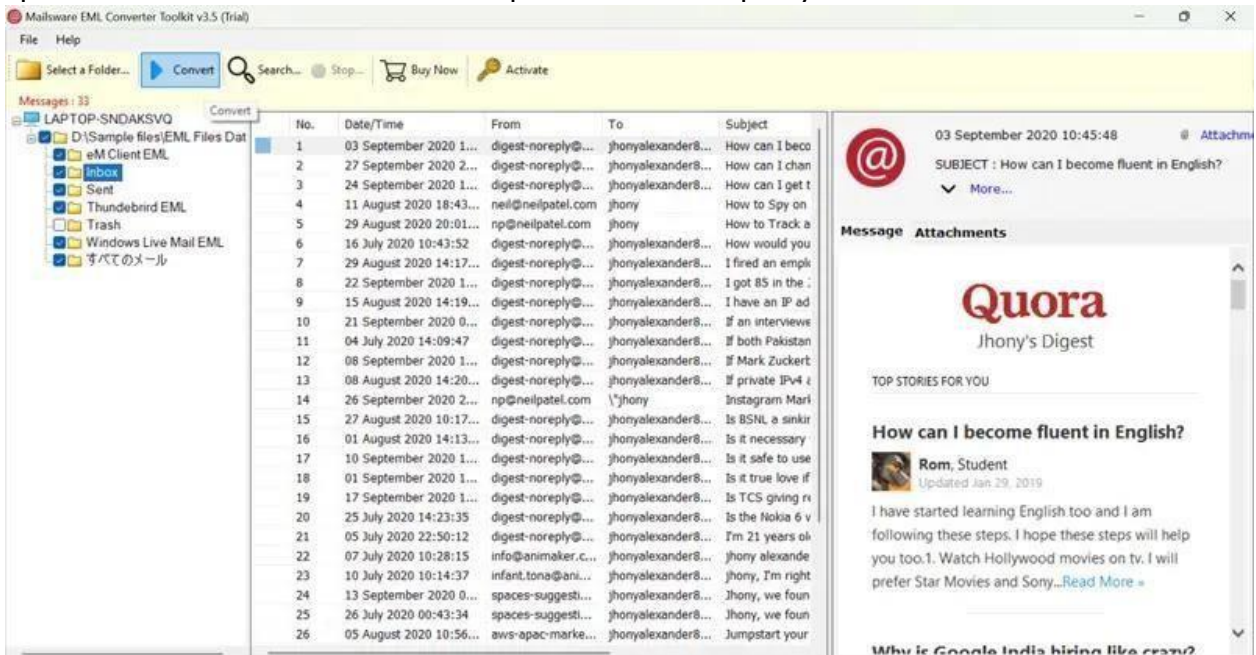 Mailsware EML Converter Toolkit v3.5 (Trial)
File Help
Select a Folder... Convert Search... Stop... Buy Now Activate
Messages : 33
Convert
LAPTOP-SNDAKSVQ
D:\Sample files\EML Files Dat
eM Client EML
Inbox
Sent
Thundebrird EML
Trash
Windows Live Mail EML
すべてのメール
No. Date/Time From To Subject
1 03 September 2020 1... digest-noreply@... jhonyalexander8... How can I beco
2 27 September 2020 2... digest-noreply@... jhonyalexander8... How can I chan
3 24 September 2020 1... digest-noreply@... jhonyalexander8... How can I get t
4 11 August 2020 18:43... neil@neilpatel.com jhony How to Spy on
5 29 August 2020 20:01... np@neilpatel.com jhony How to Track a
6 16 July 2020 10:43:52 digest-noreply@... jhonyalexander8... How would you
7 29 August 2020 14:17... digest-noreply@... jhonyalexander8... I fired an emplo
8 22 September 2020 1... digest-noreply@... jhonyalexander8... I got 85 in the
9 15 August 2020 14:19... digest-noreply@... jhonyalexander8... I have an IP ad
10 21 September 2020 0... digest-noreply@... jhonyalexander8... If an interviewe
11 04 July 2020 14:09:47 digest-noreply@... jhonyalexander8... If both Pakistan
12 08 September 2020 1... digest-noreply@... jhonyalexander8... If Mark Zuckerb
13 08 August 2020 14:20... digest-noreply@... jhonyalexander8... If private IPv4 a
14 26 September 2020 2... np@neilpatel.com \"jhony Instagram Mark
15 27 August 2020 10:17... digest-noreply@... jhonyalexander8... Is BSNL a sinkin
16 01 August 2020 14:13... digest-noreply@... jhonyalexander8... Is it necessary
17 10 September 2020 1... digest-noreply@... jhonyalexander8... Is it safe to use
18 01 September 2020 1... digest-noreply@... jhonyalexander8... Is it true love if
19 17 September 2020 1... digest-noreply@... jhonyalexander8... Is TCS giving re
20 25 July 2020 14:23:35 digest-noreply@... jhonyalexander8... Is the Nokia 6 v
21 05 July 2020 22:50:12 digest-noreply@... jhonyalexander8... I'm 21 years old
22 07 July 2020 10:28:15 info@animaker.c... jhonyalexander8... jhony alexande
23 10 July 2020 10:14:37 infant.tona@ani... jhonyalexander8... jhony, I'm right
24 13 September 2020 0... spaces-suggesti... jhonyalexander8... Jhony, we foun
25 26 July 2020 00:43:34 spaces-suggesti... jhonyalexander8... Jhony, we foun
26 05 August 2020 10:56... aws-apac-marke... jhonyalexander8... Jumpstart your
03 September 2020 10:45:48 Attachme
SUBJECT : How can I become fluent in English?
More...
Message Attachments
Quora
Jhony's Digest
TOP STORIES FOR YOU
How can I become fluent in English?
Rom, Student
Updated Jan 29, 2019
I have started learning English too and I am
following these steps. I hope these steps will help
you too.1. Watch Hollywood movies on tv. I will
prefer Star Movies and Sony...Read More »
Why is Google India hiring like crazy?